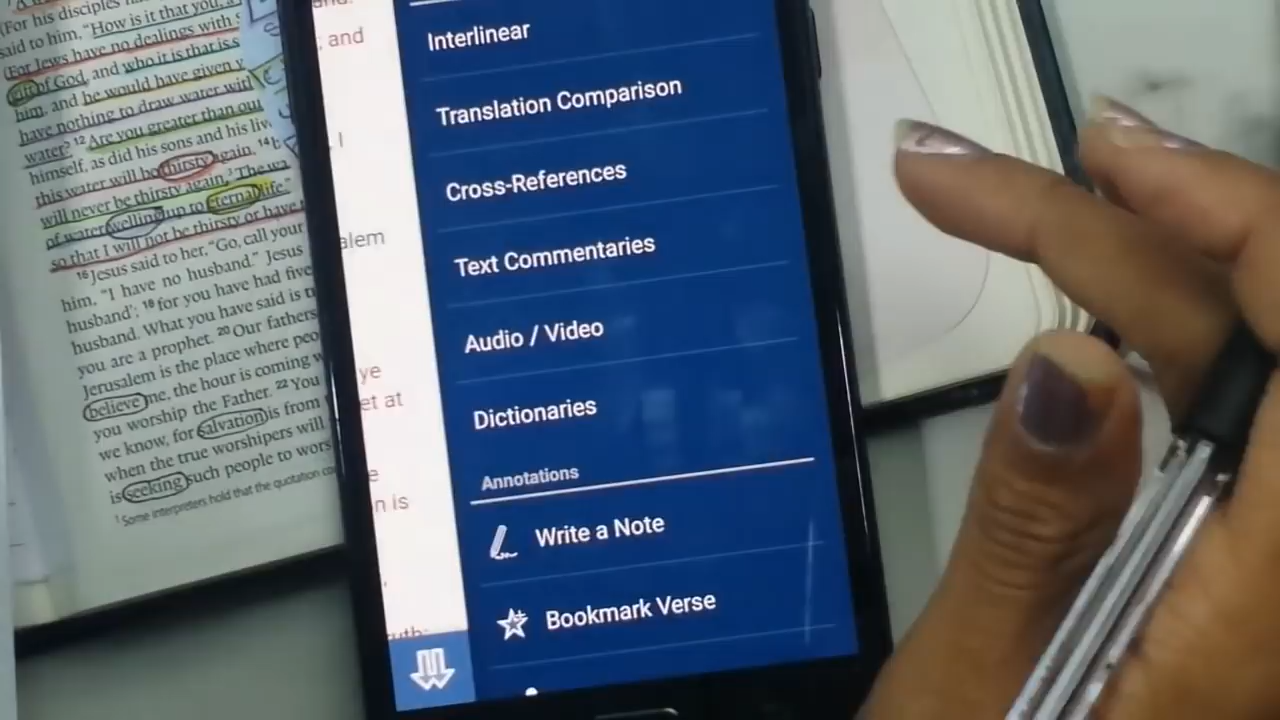 (For his disciples
said to him, "How is it that you, a
(For Jews have no dealings with
gift of God, and who it is that is
him, and he would have given y
have nothing to draw water wit
water? 12 Are you greater than ou
himself, as did his sons and his liv
this water will be thirsty again, 14 b
will never be thirsty again. The wa
of water welling up to eternal life."
so that I will not be thirsty or have
16 Jesus said to her, "Go, call your
him, "I have no husband." Jesus
husband'; 18 for you have had five
husband. What you have said is t
you are a prophet. 20 Our fathers
Jerusalem is the place where peo
believe me, the hour is coming w
you worship the Father. 22 You
we know, for salvation is from
when the true worshipers will
is seeking such people to wors
1 Some interpreters hold that the quotation co
; and
I
alem
ye
et at
e
n is
ruth:
Interlinear
Translation Comparison
Cross-References
Text Commentaries
Audio / Video
Dictionaries
Annotations
Write a Note
Bookmark Verse